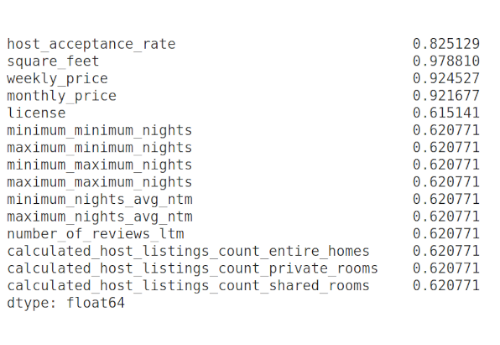 host_acceptance_rate 0.825129
square_feet 0.978810
weekly_price 0.924527
monthly_price 0.921677
license 0.615141
minimum_minimum_nights 0.620771
maximum_minimum_nights 0.620771
minimum_maximum_nights 0.620771
maximum_maximum_nights 0.620771
minimum_nights_avg_ntm 0.620771
maximum_nights_avg_ntm 0.620771
number_of_reviews_ltm 0.620771
calculated_host_listings_count_entire_homes 0.620771
calculated_host_listings_count_private_rooms 0.620771
calculated_host_listings_count_shared_rooms 0.620771
dtype: float64